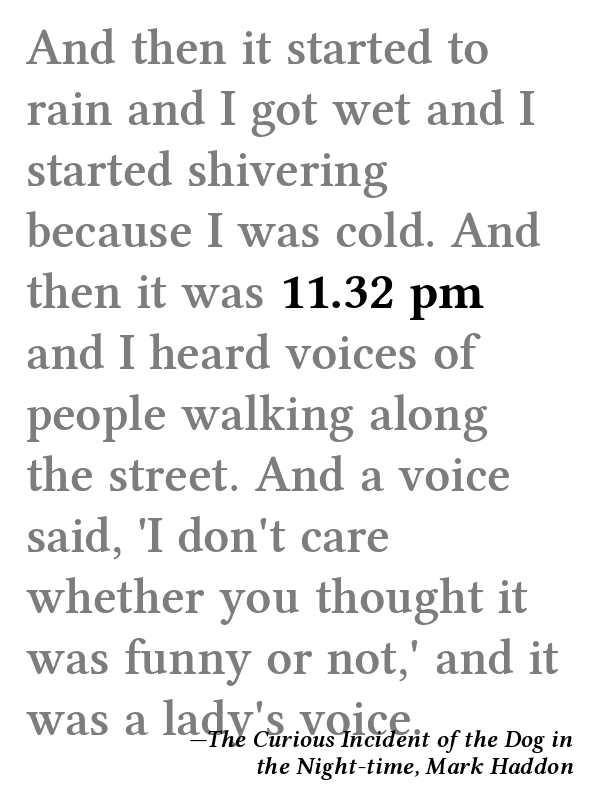 And then it started to
rain and I got wet and I
started shivering
because I was cold. And
then it was 11.32 pm
and I heard voices of
people walking along
the street. And a voice
said, 'I don't care
whether you thought it
was funny or not,' and it
was a lady's voice.
—The Curious Incident of the Dog in
the Night-time, Mark Haddon